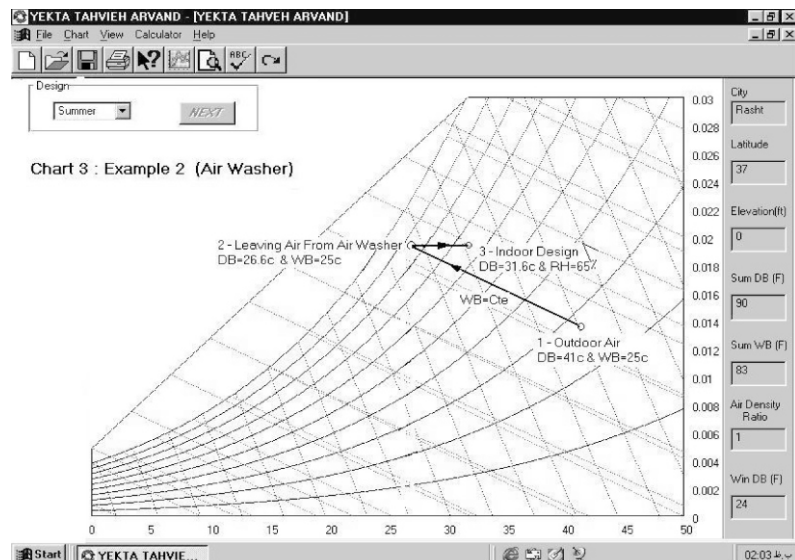 YEKTA TAHVIEH ARVAND - [YEKTA TAHVEH ARVAND]
File Chart View Calculator Help
ABC
Design
Summer
NEXT
Chart 3 : Example 2 (Air Washer)
2 - Leaving Air From Air Washer
DB=26.6c & WB=25c
3 - Indoor Design
DB=31.6c & RH=65%
WB=Cte
1 - Outdoor Air
DB=41c & WB=25c
0.03
0.028
0.026
0.024
0.022
0.02
0.018
0.016
0.014
0.012
0.01
0.008
0.006
0.004
0.002
0
0 5 10 15 20 25 30 35 40 45 50
City
Rasht
Latitude
37
Elevation(ft)
0
Sum DB (F)
90
Sum WB (F)
83
Air Density
Ratio
1
Win DB (F)
24
Start
YEKTA TAHVIE...
02:03